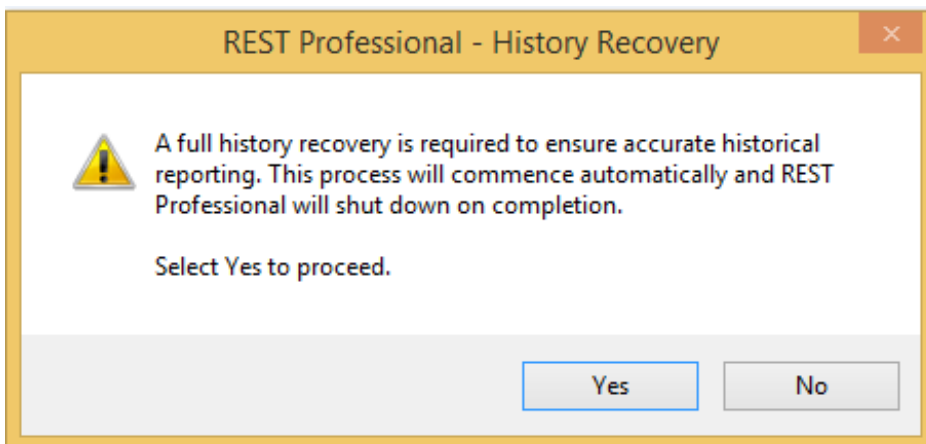 REST Professional - History Recovery
A full history recovery is required to ensure accurate historical
reporting. This process will commence automatically and REST
Professional will shut down on completion.
Select Yes to proceed.
Yes
No